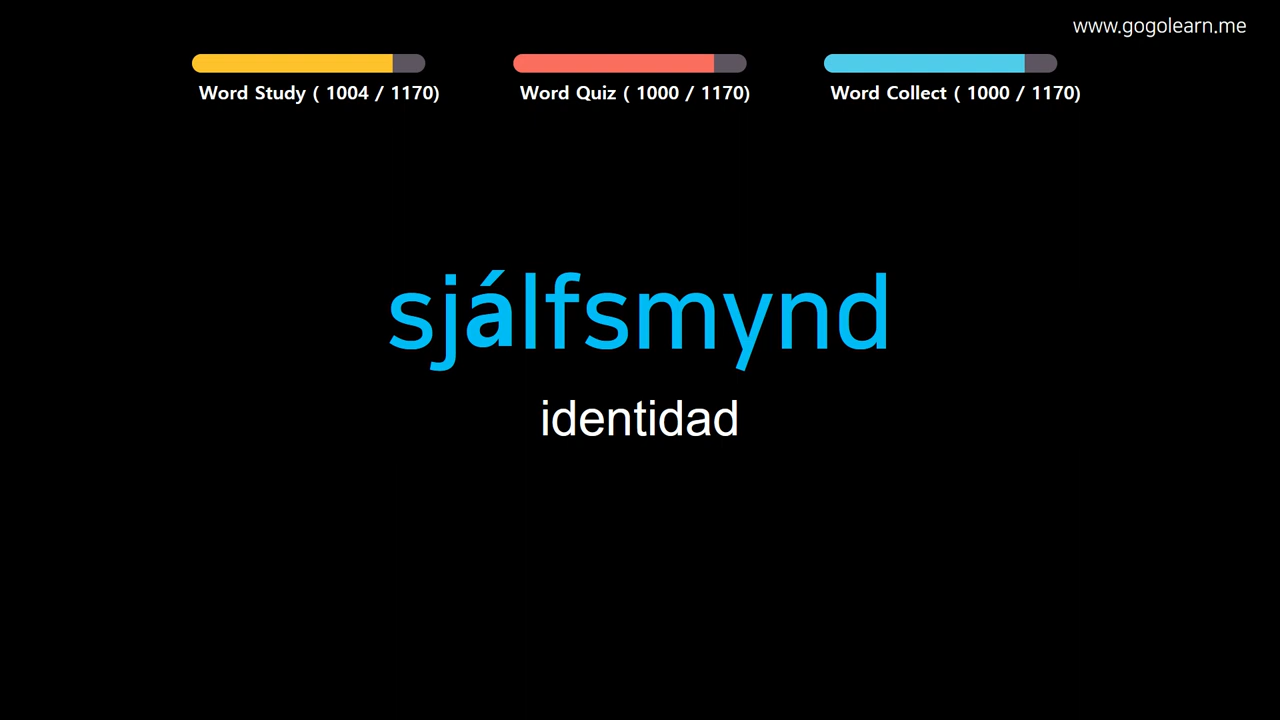 www.gogolearn.me
Word Study ( 1004 / 1170)
Word Quiz ( 1000 / 1170)
Word Collect ( 1000 / 1170)
sjálfsmynd
identidad